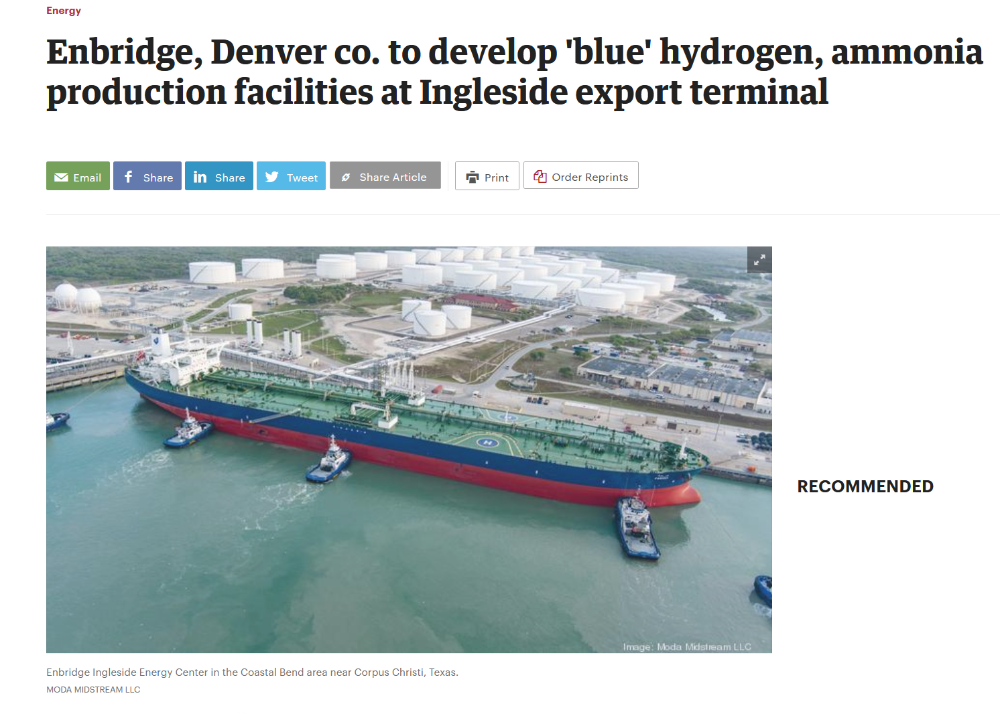 Energy
Enbridge, Denver co. to develop 'blue' hydrogen, ammonia
production facilities at Ingleside export terminal
Email
Share
Share
Tweet
Share Article
Print
Order Reprints
H
Image: Moda Midstream LLC
RECOMMENDED
Enbridge Ingleside Energy Center in the Coastal Bend area near Corpus Christi, Texas.
MODA MIDSTREAM LLC